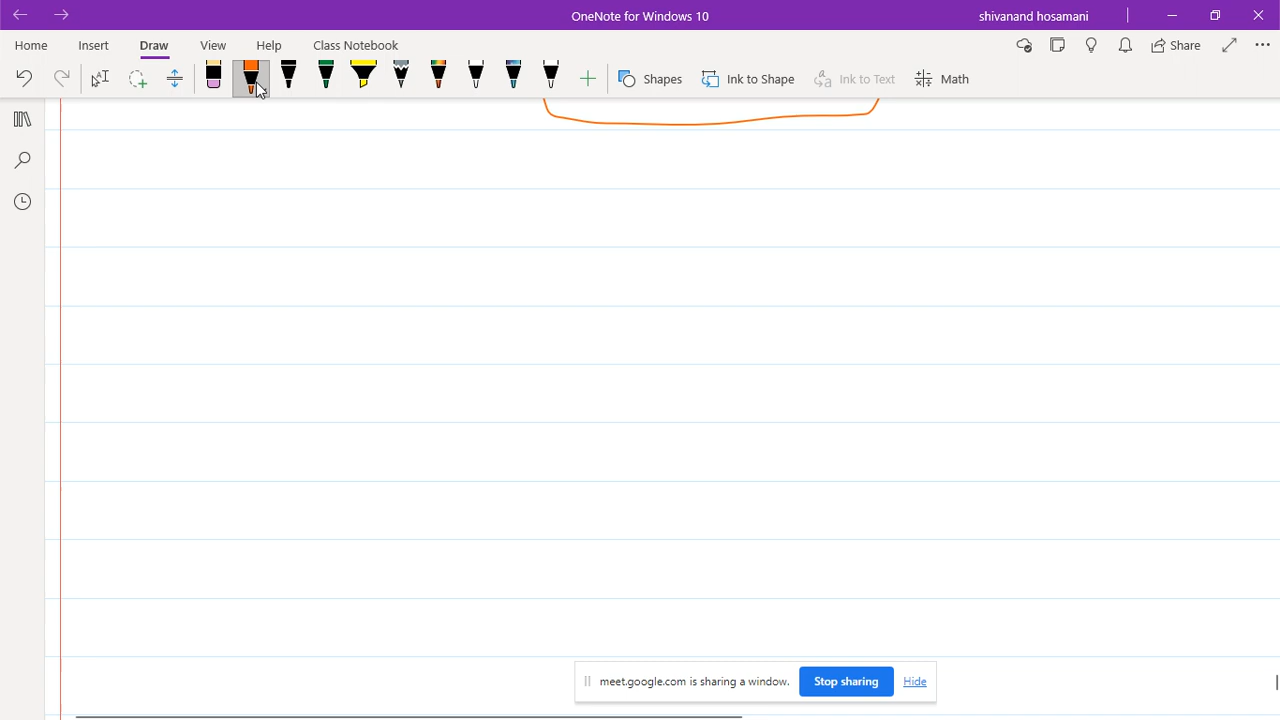 OneNote for Windows 10
shivanand hosamani
Home Insert Draw View Help Class Notebook
Share
Shapes Ink to Shape Ink to Text Math
meet.google.com is sharing a window. Stop sharing Hide